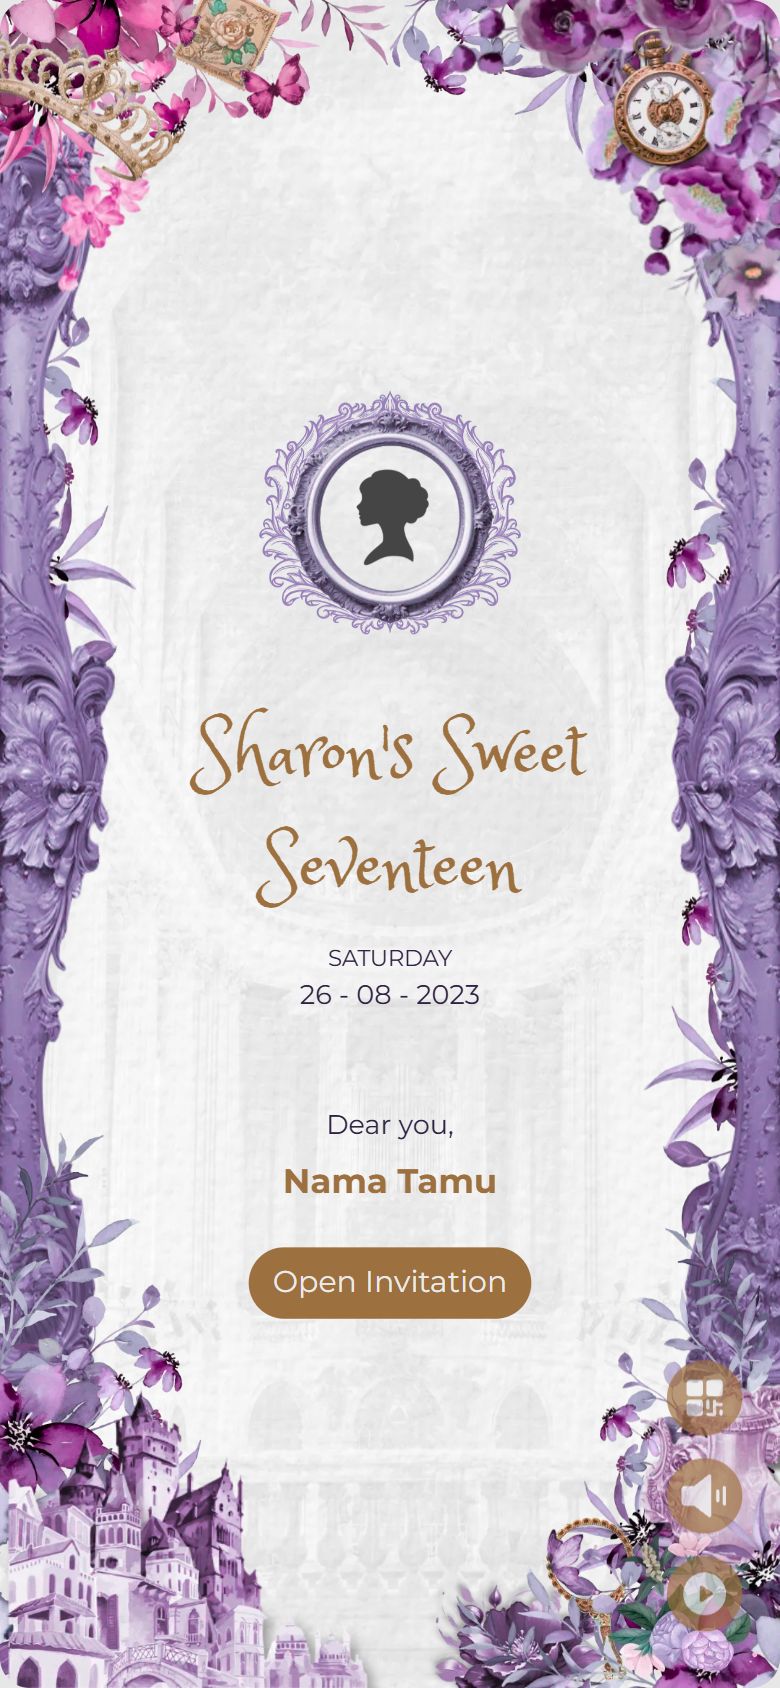 Sharon's Sweet
Seventeen
SATURDAY
26 - 08 - 2023
Dear you,
Nama Tamu
Open Invitation